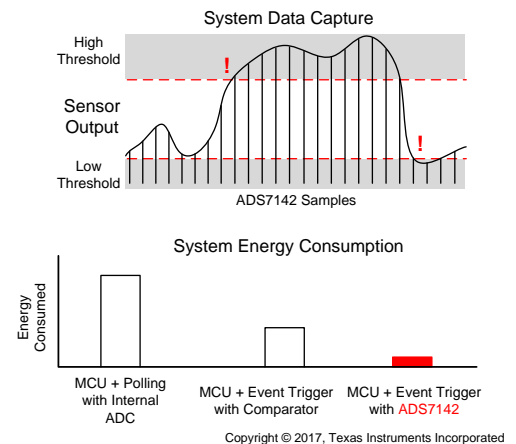 System Data Capture
High
Threshold
!
Sensor
Output
!
Low
Threshold
ADS7142 Samples
System Energy Consumption
Energy
Consumed
MCU + Polling
with Internal
ADC
MCU + Event Trigger
with Comparator
MCU + Event Trigger
with ADS7142
Copyright © 2017, Texas Instruments Incorporated